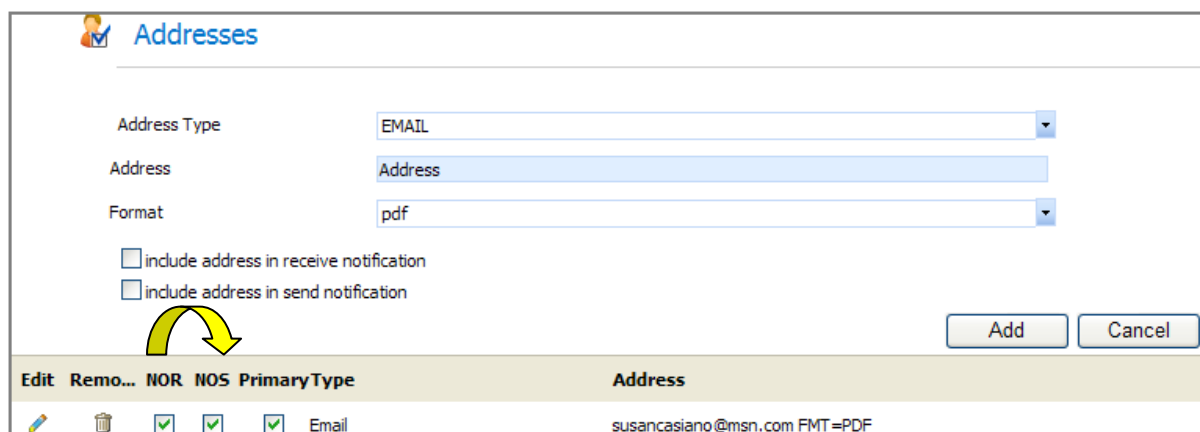 Addresses
Address Type EMAIL
Address Address
Format pdf
include address in receive notification
include address in send notification
Add Cancel
Edit Remo... NOR NOS Primary Type Address
Email susancasiano@msn.com FMT=PDF